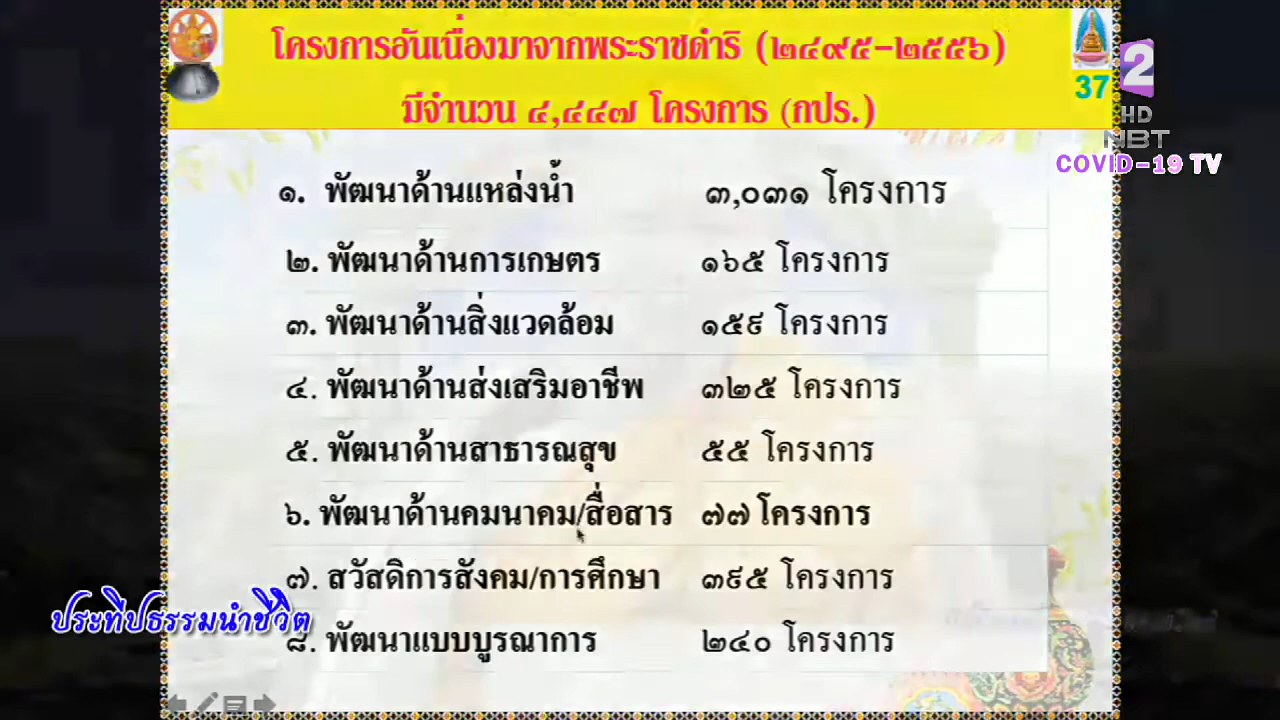 โครงการอันเนื่องมาจากพระราชดำริ (๒๔๙๕-๒๕๕๖)
มีจำนวน ๔,๔๔๗ โครงการ (กปร.)
37
2
HD
NBT
COVID-19 TV
๑. พัฒนาด้านแหล่งน้ำ ๓,๐๓๑ โครงการ
๒. พัฒนาด้านการเกษตร ๑๖๕ โครงการ
๓. พัฒนาด้านสิ่งแวดล้อม ๑๕๙ โครงการ
๔. พัฒนาด้านส่งเสริมอาชีพ ๓๒๕ โครงการ
๕. พัฒนาด้านสาธารณสุข ๕๕ โครงการ
๖. พัฒนาด้านคมนาคม/สื่อสาร ๗๗ โครงการ
๗. สวัสดิการสังคม/การศึกษา ๓๙๕ โครงการ
ประทีปธรรมนำชีวิต
๘. พัฒนาแบบบูรณาการ ๒๔๐ โครงการ